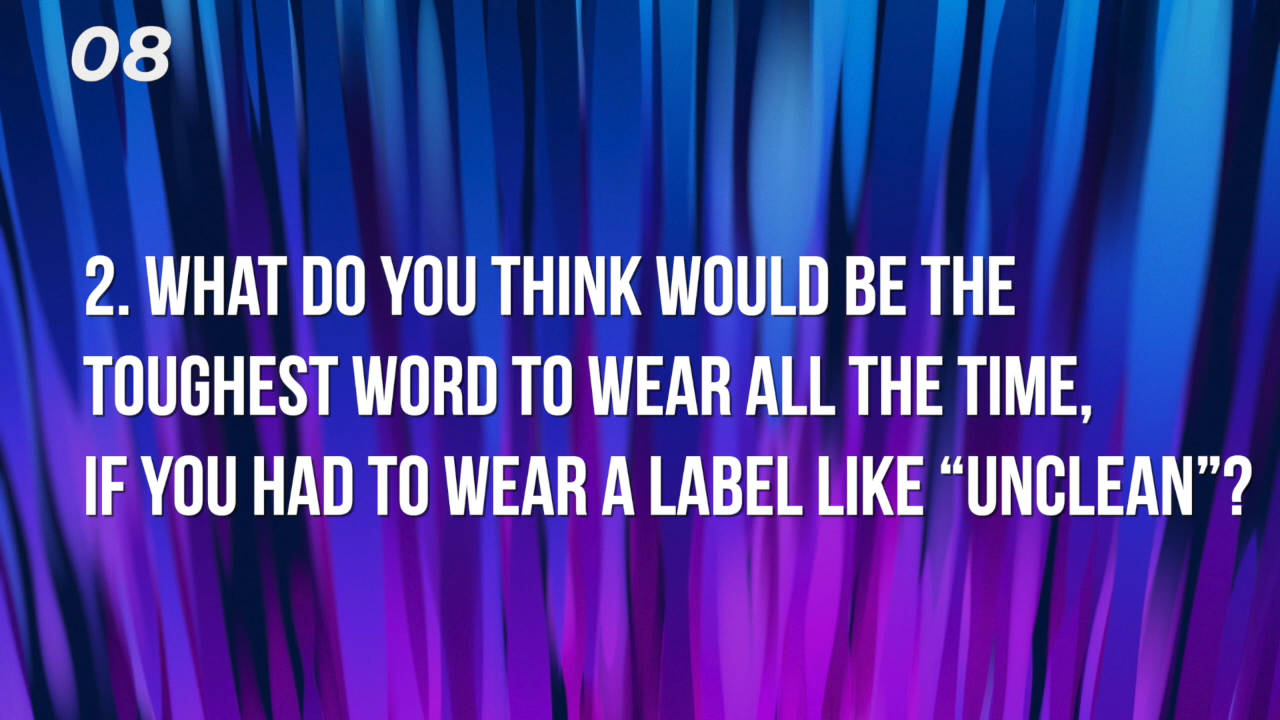 08
2. WHAT DO YOU THINK WOULD BE THE
TOUGHEST WORD TO WEAR ALL THE TIME,
IF YOU HAD TO WEAR A LABEL LIKE “UNCLEAN”?